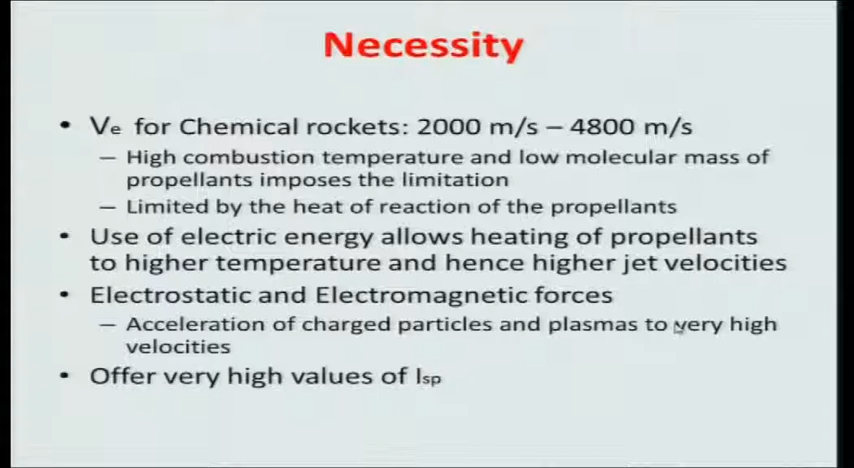 Necessity
• Ve for Chemical rockets: 2000 m/s – 4800 m/s
– High combustion temperature and low molecular mass of
propellants imposes the limitation
– Limited by the heat of reaction of the propellants
• Use of electric energy allows heating of propellants
to higher temperature and hence higher jet velocities
• Electrostatic and Electromagnetic forces
– Acceleration of charged particles and plasmas to very high
velocities
• Offer very high values of Isp